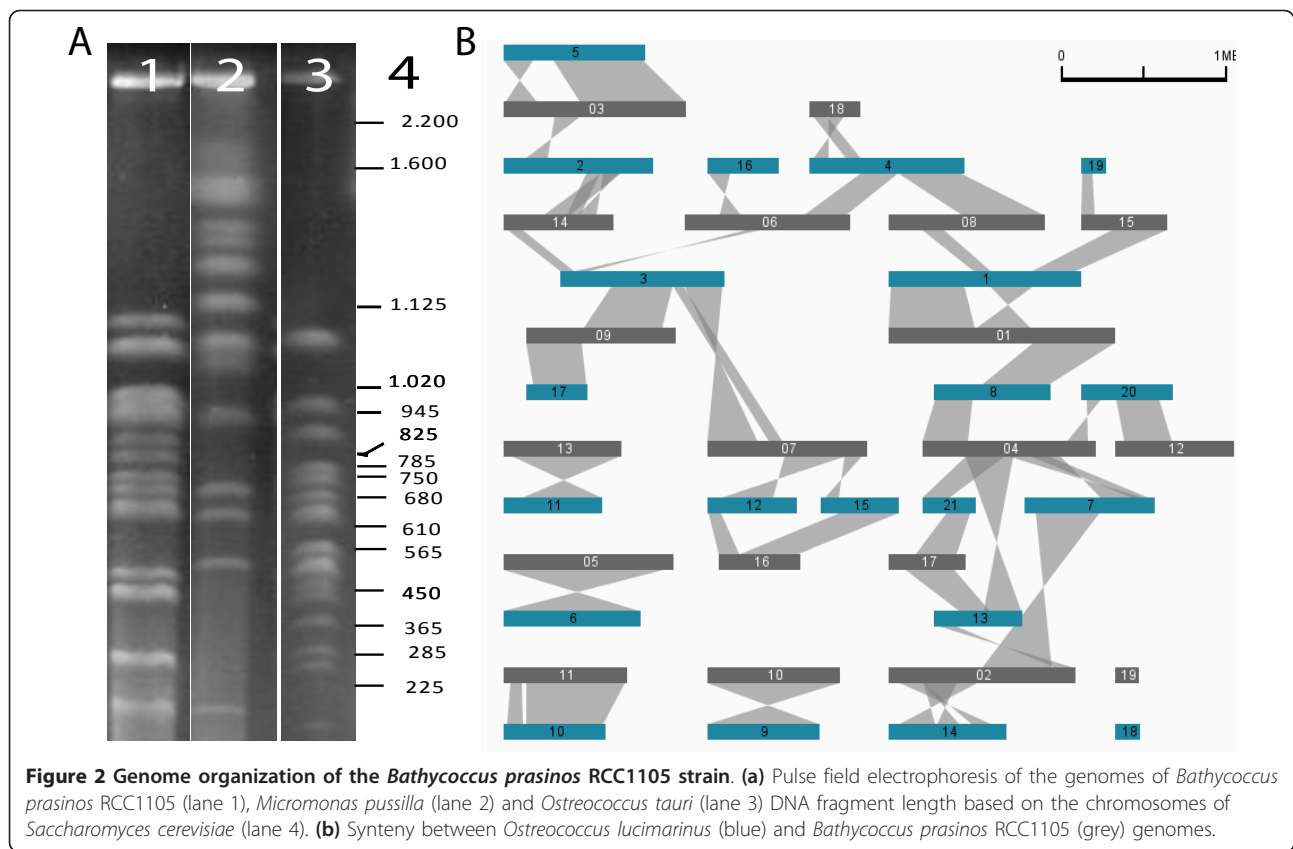 A
B
1 2 3 4
2.200
1.600
1.125
1.020
945
825
785
750
680
610
565
450
365
285
225
0 1ME
5
03 18
2 16 4 19
14 06 08 15
3 1
09 01
17 8 20
13 07 04 12
11 12 15 21 7
05 16 17
6 13
11 10 02 19
10 9 14 18
Figure 2 Genome organization of the Bathycoccus prasinos RCC1105 strain. (a) Pulse field electrophoresis of the genomes of Bathycoccus
prasinos RCC1105 (lane 1), Micromonas pussilla (lane 2) and Ostreococcus tauri (lane 3) DNA fragment length based on the chromosomes of
Saccharomyces cerevisiae (lane 4). (b) Synteny between Ostreococcus lucimarinus (blue) and Bathycoccus prasinos RCC1105 (grey) genomes.